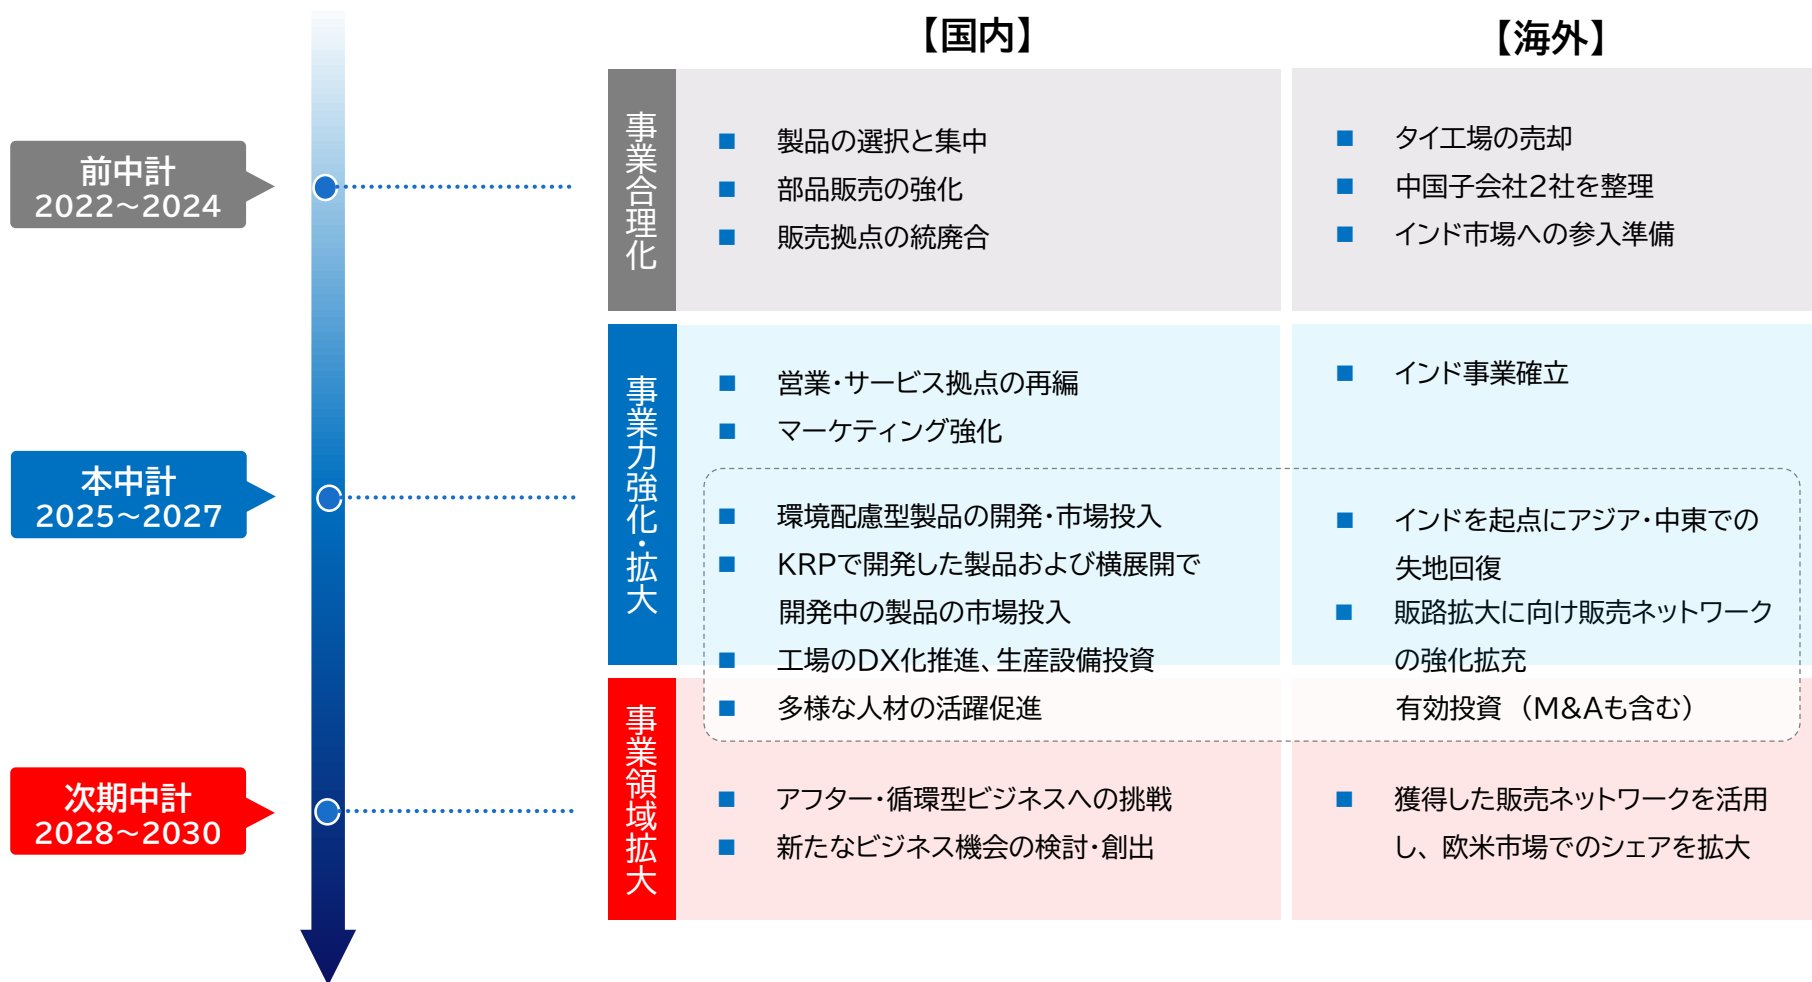 【国内】
【海外】
前中計
2022～2024
事業合理化
■ 製品の選択と集中
■ 部品販売の強化
■ 販売拠点の統廃合
■ タイ工場の売却
■ 中国子会社2社を整理
■ インド市場への参入準備
本中計
2025～2027
事業力強化・拡大
■ 営業・サービス拠点の再編
■ マーケティング強化
■ 環境配慮型製品の開発・市場投入
■ KRPで開発した製品および横展開で
開発中の製品の市場投入
■ 工場のDX化推進、生産設備投資
■ 多様な人材の活躍促進
■ インド事業確立
■ インドを起点にアジア・中東での
失地回復
■ 販路拡大に向け販売ネットワーク
の強化拡充
有効投資（M&Aも含む）
次期中計
2028～2030
事業領域拡大
■ アフター・循環型ビジネスへの挑戦
■ 新たなビジネス機会の検討・創出
■ 獲得した販売ネットワークを活用
し、欧米市場でのシェアを拡大